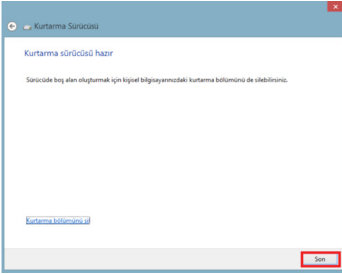 Kurtarma Sürücüsü
Kurtarma sürücüsü hazır
Sürücüde boş alan oluşturmak için kişisel bilgisayarınızdaki kurtarma bölümünü de silebilirsiniz.
Kurtarma bölümünü sil
Son